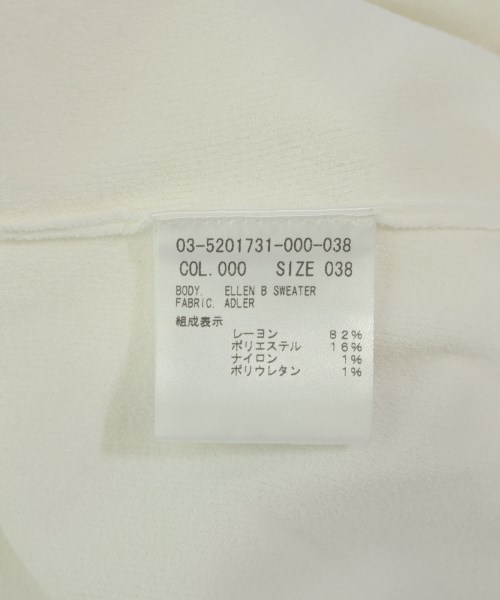 03-5201731-000-038
COL.000 SIZE 038
BODY. ELLEN B SWEATER
FABRIC. ADLER
組成表示
レーヨン 82%
ポリエステル 16%
ナイロン 1%
ポリウレタン 1%